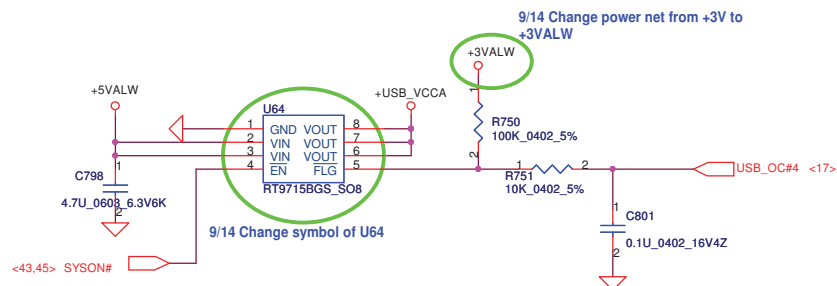 9/14 Change power net from +3V to
+3VALW
+3VALW
+5VALW
+USB_VCCA
U64
1 GND VOUT 8
2 VIN VOUT 7
3 VIN VOUT 6
4 EN FLG 5
RT9715BGS_SO8
1
R750
100K_0402_5%
2
1 2
R751
10K_0402_5%
USB_OC#4 <17>
C798
1
2
4.7U_0603_6.3V6K
1
C801
0.1U_0402_16V4Z
2
9/14 Change symbol of U64
<43,45> SYSON#